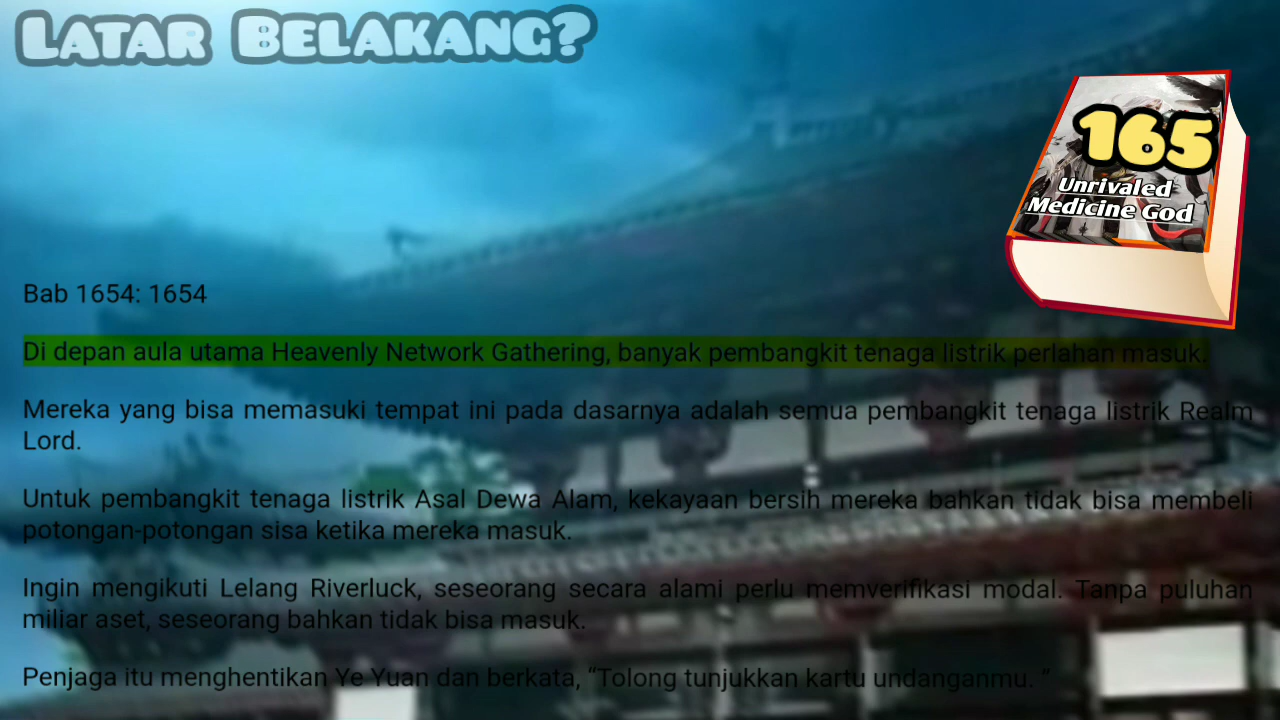 Latar Belakang?
165
Unrivaled
Medicine God
Bab 1654: 1654
Di depan aula utama Heavenly Network Gathering, banyak pembangkit tenaga listrik perlahan masuk.
Mereka yang bisa memasuki tempat ini pada dasarnya adalah semua pembangkit tenaga listrik Realm
Lord.
Untuk pembangkit tenaga listrik Asal Dewa Alam, kekayaan bersih mereka bahkan tidak bisa membeli
potongan-potongan sisa ketika mereka masuk.
Ingin mengikuti Lelang Riverluck, seseorang secara alami perlu memverifikasi modal. Tanpa puluhan
miliar aset, seseorang bahkan tidak bisa masuk.
Penjaga itu menghentikan Ye Yuan dan berkata, “Tolong tunjukkan kartu undanganmu. ”